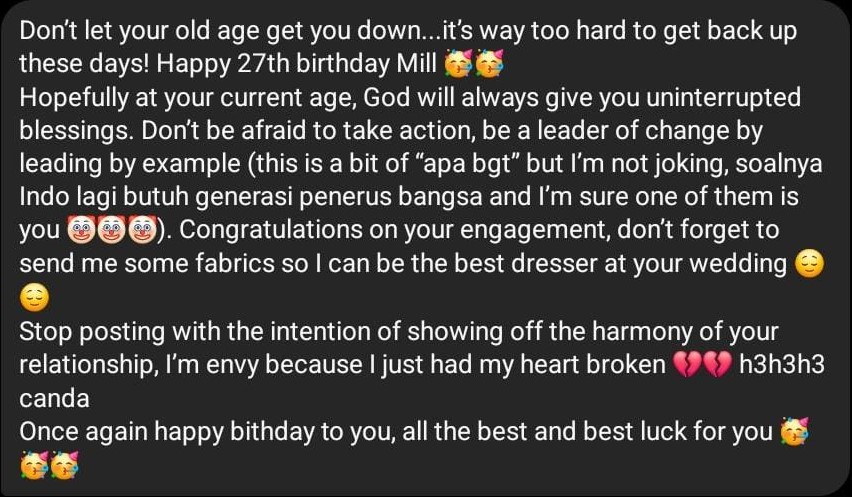 Don't let your old age get you down...it's way too hard to get back up
these days! Happy 27th birthday Mill 🥳🥳
Hopefully at your current age, God will always give you uninterrupted
blessings. Don't be afraid to take action, be a leader of change by
leading by example (this is a bit of “apa bgt” but I'm not joking, soalnya
Indo lagi butuh generasi penerus bangsa and I'm sure one of them is
you 🤡🤡🤡). Congratulations on your engagement, don't forget to
send me some fabrics so I can be the best dresser at your wedding 😌
😌
Stop posting with the intention of showing off the harmony of your
relationship, I'm envy because I just had my heart broken 💔💔 h3h3h3
canda
Once again happy bithday to you, all the best and best luck for you 🥳
🥳🥳